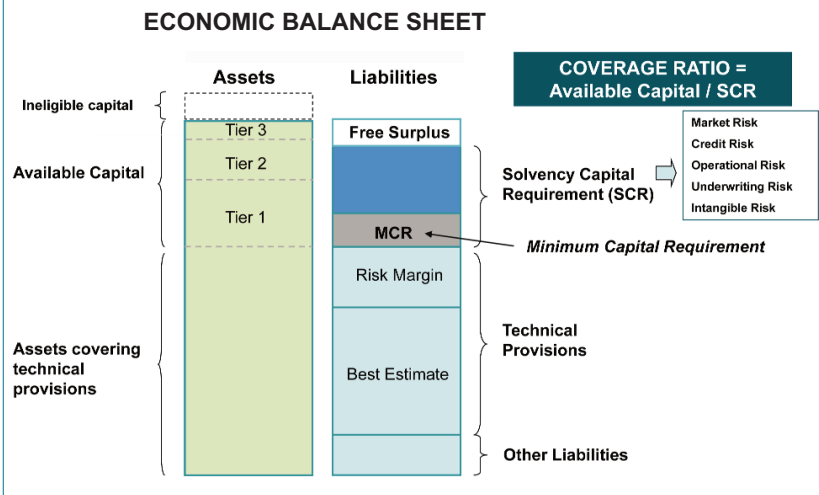 ECONOMIC BALANCE SHEET
Assets
Liabilities
COVERAGE RATIO =
Available Capital / SCR
Ineligible capital
Tier 3
Free Surplus
Market Risk
Credit Risk
Operational Risk
Underwriting Risk
Intangible Risk
Available Capital
Tier 2
Solvency Capital
Requirement (SCR)
Tier 1
MCR
Minimum Capital Requirement
Risk Margin
Technical
Provisions
Assets covering
technical
provisions
Best Estimate
Other Liabilities